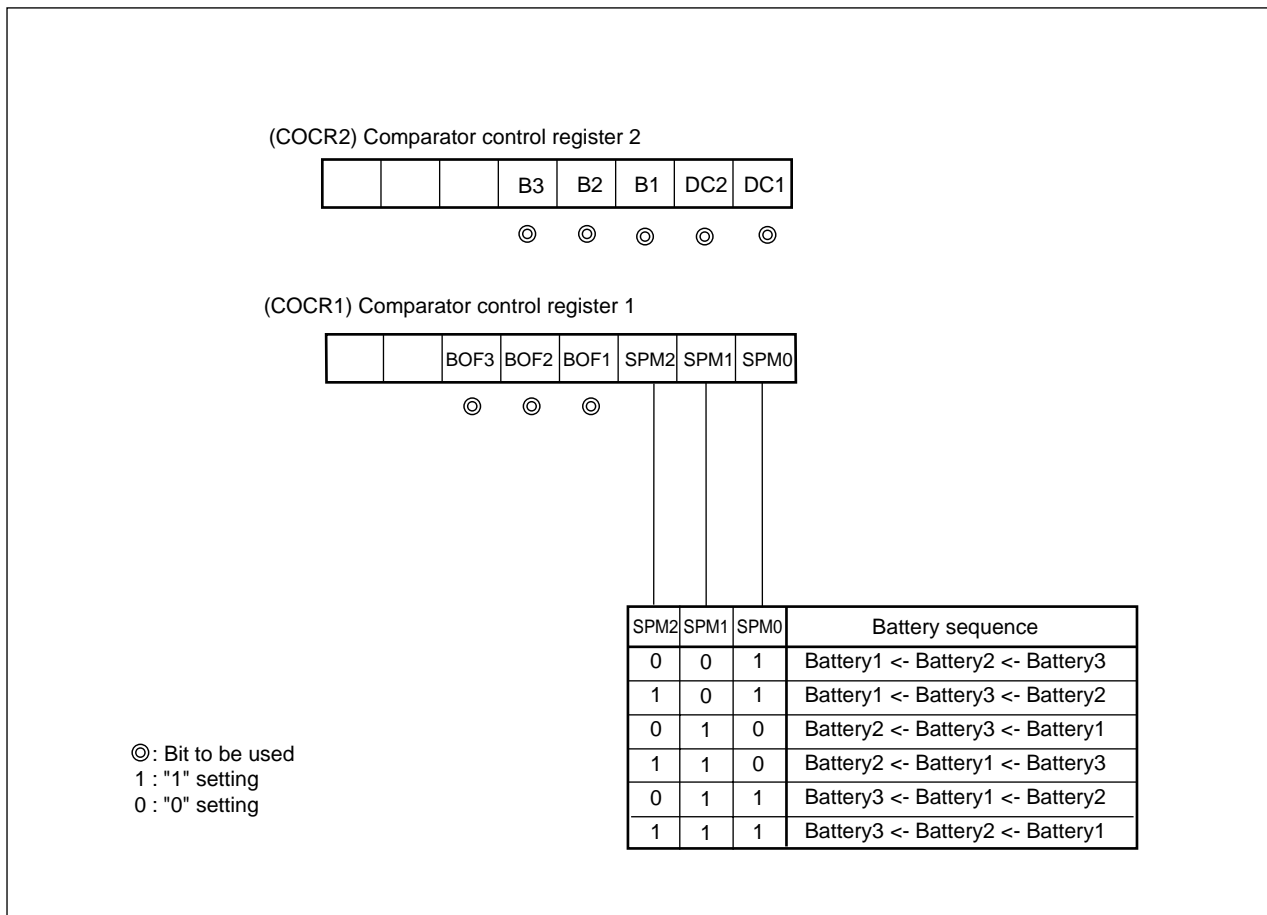 (COCR2) Comparator control register 2
B3 B2 B1 DC2 DC1
◎ ◎ ◎ ◎ ◎
(COCR1) Comparator control register 1
BOF3 BOF2 BOF1 SPM2 SPM1 SPM0
◎ ◎ ◎
SPM2 SPM1 SPM0 Battery sequence
0 0 1 Battery1 <- Battery2 <- Battery3
1 0 1 Battery1 <- Battery3 <- Battery2
0 1 0 Battery2 <- Battery3 <- Battery1
1 1 0 Battery2 <- Battery1 <- Battery3
0 1 1 Battery3 <- Battery1 <- Battery2
1 1 1 Battery3 <- Battery2 <- Battery1
◎: Bit to be used
1 : "1" setting
0 : "0" setting